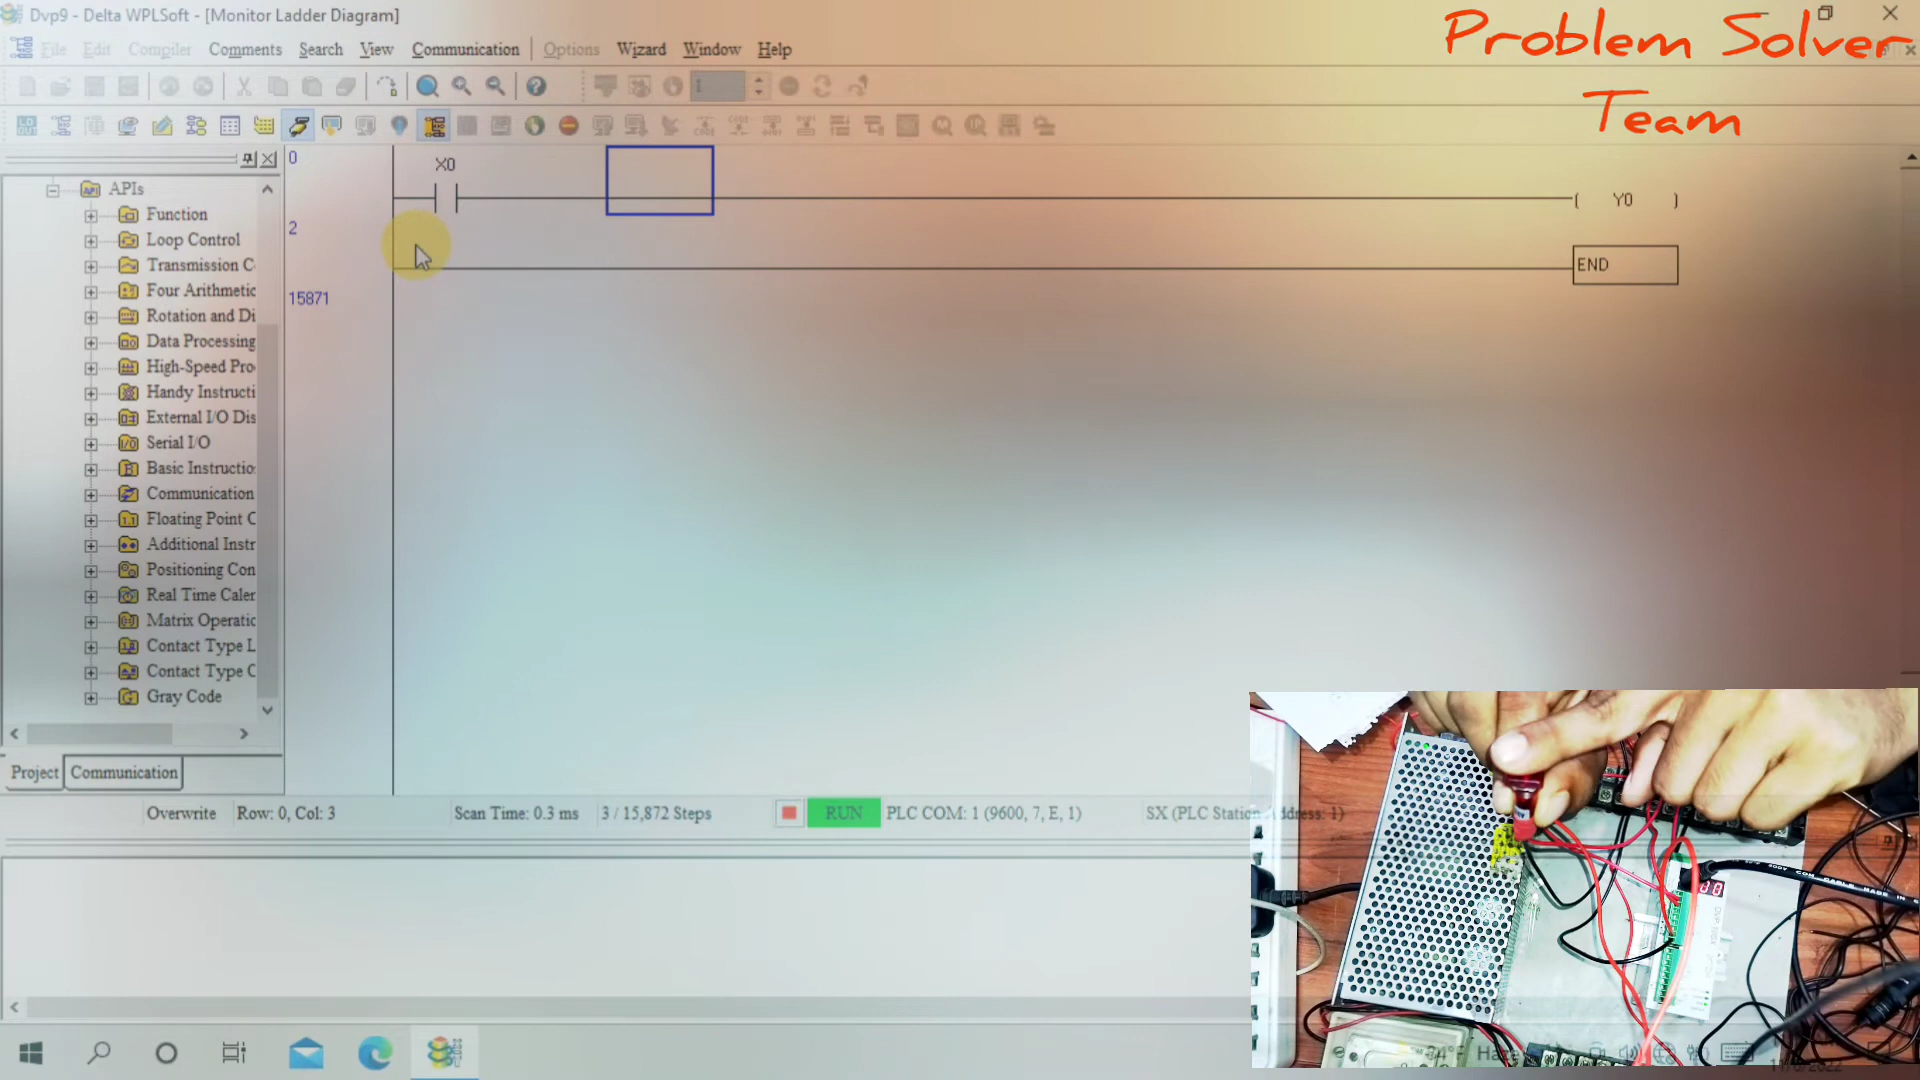 Dvp9 - Delta WPLSoft - [Monitor Ladder Diagram]
Problem Solver
Team
File Edit Compiler Comments Search View Communication Options Wizard Window Help
1
APIs
Function
Loop Control
Transmission C
Four Arithmetic
Rotation and Di
Data Processing
High-Speed Pro
Handy Instructi
External I/O Dis
Serial I/O
Basic Instructio
Communication
Floating Point C
Additional Instr
Positioning Con
Real Time Caler
Matrix Operatic
Contact Type L
Contact Type C
Gray Code
Project Communication
0
X0
Y0
2
END
15871
Overwrite Row: 0, Col: 3 Scan Time: 0.3 ms 3 / 15,872 Steps RUN PLC COM: 1 (9600, 7, E, 1) SX (PLC Station Address: 1)